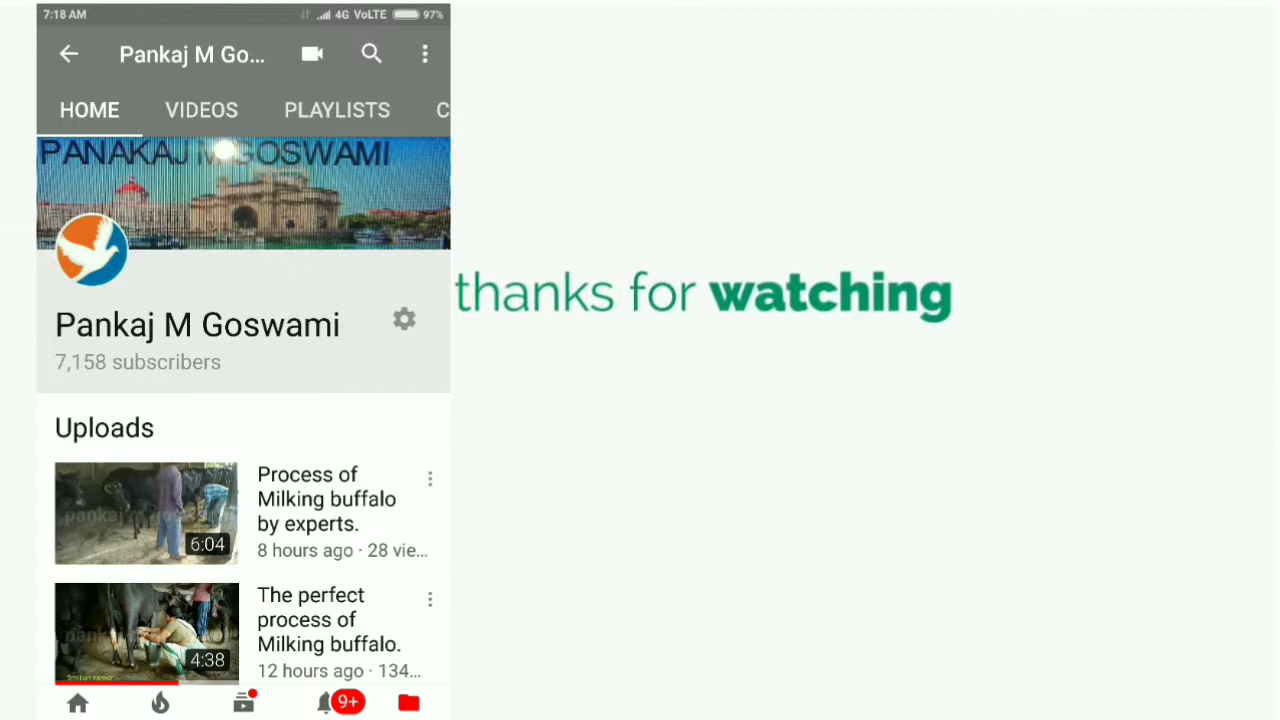 7:18 AM
4G VoLTE
97%
Pankaj M Go...
HOME
VIDEOS
PLAYLISTS
C
PANAKAJ M GOSWAMI
Pankaj M Goswami
7,158 subscribers
thanks for watching
Uploads
Process of
Milking buffalo
by experts.
8 hours ago · 28 vie...
6:04
The perfect
process of
Milking buffalo.
12 hours ago · 134...
4:38
9+